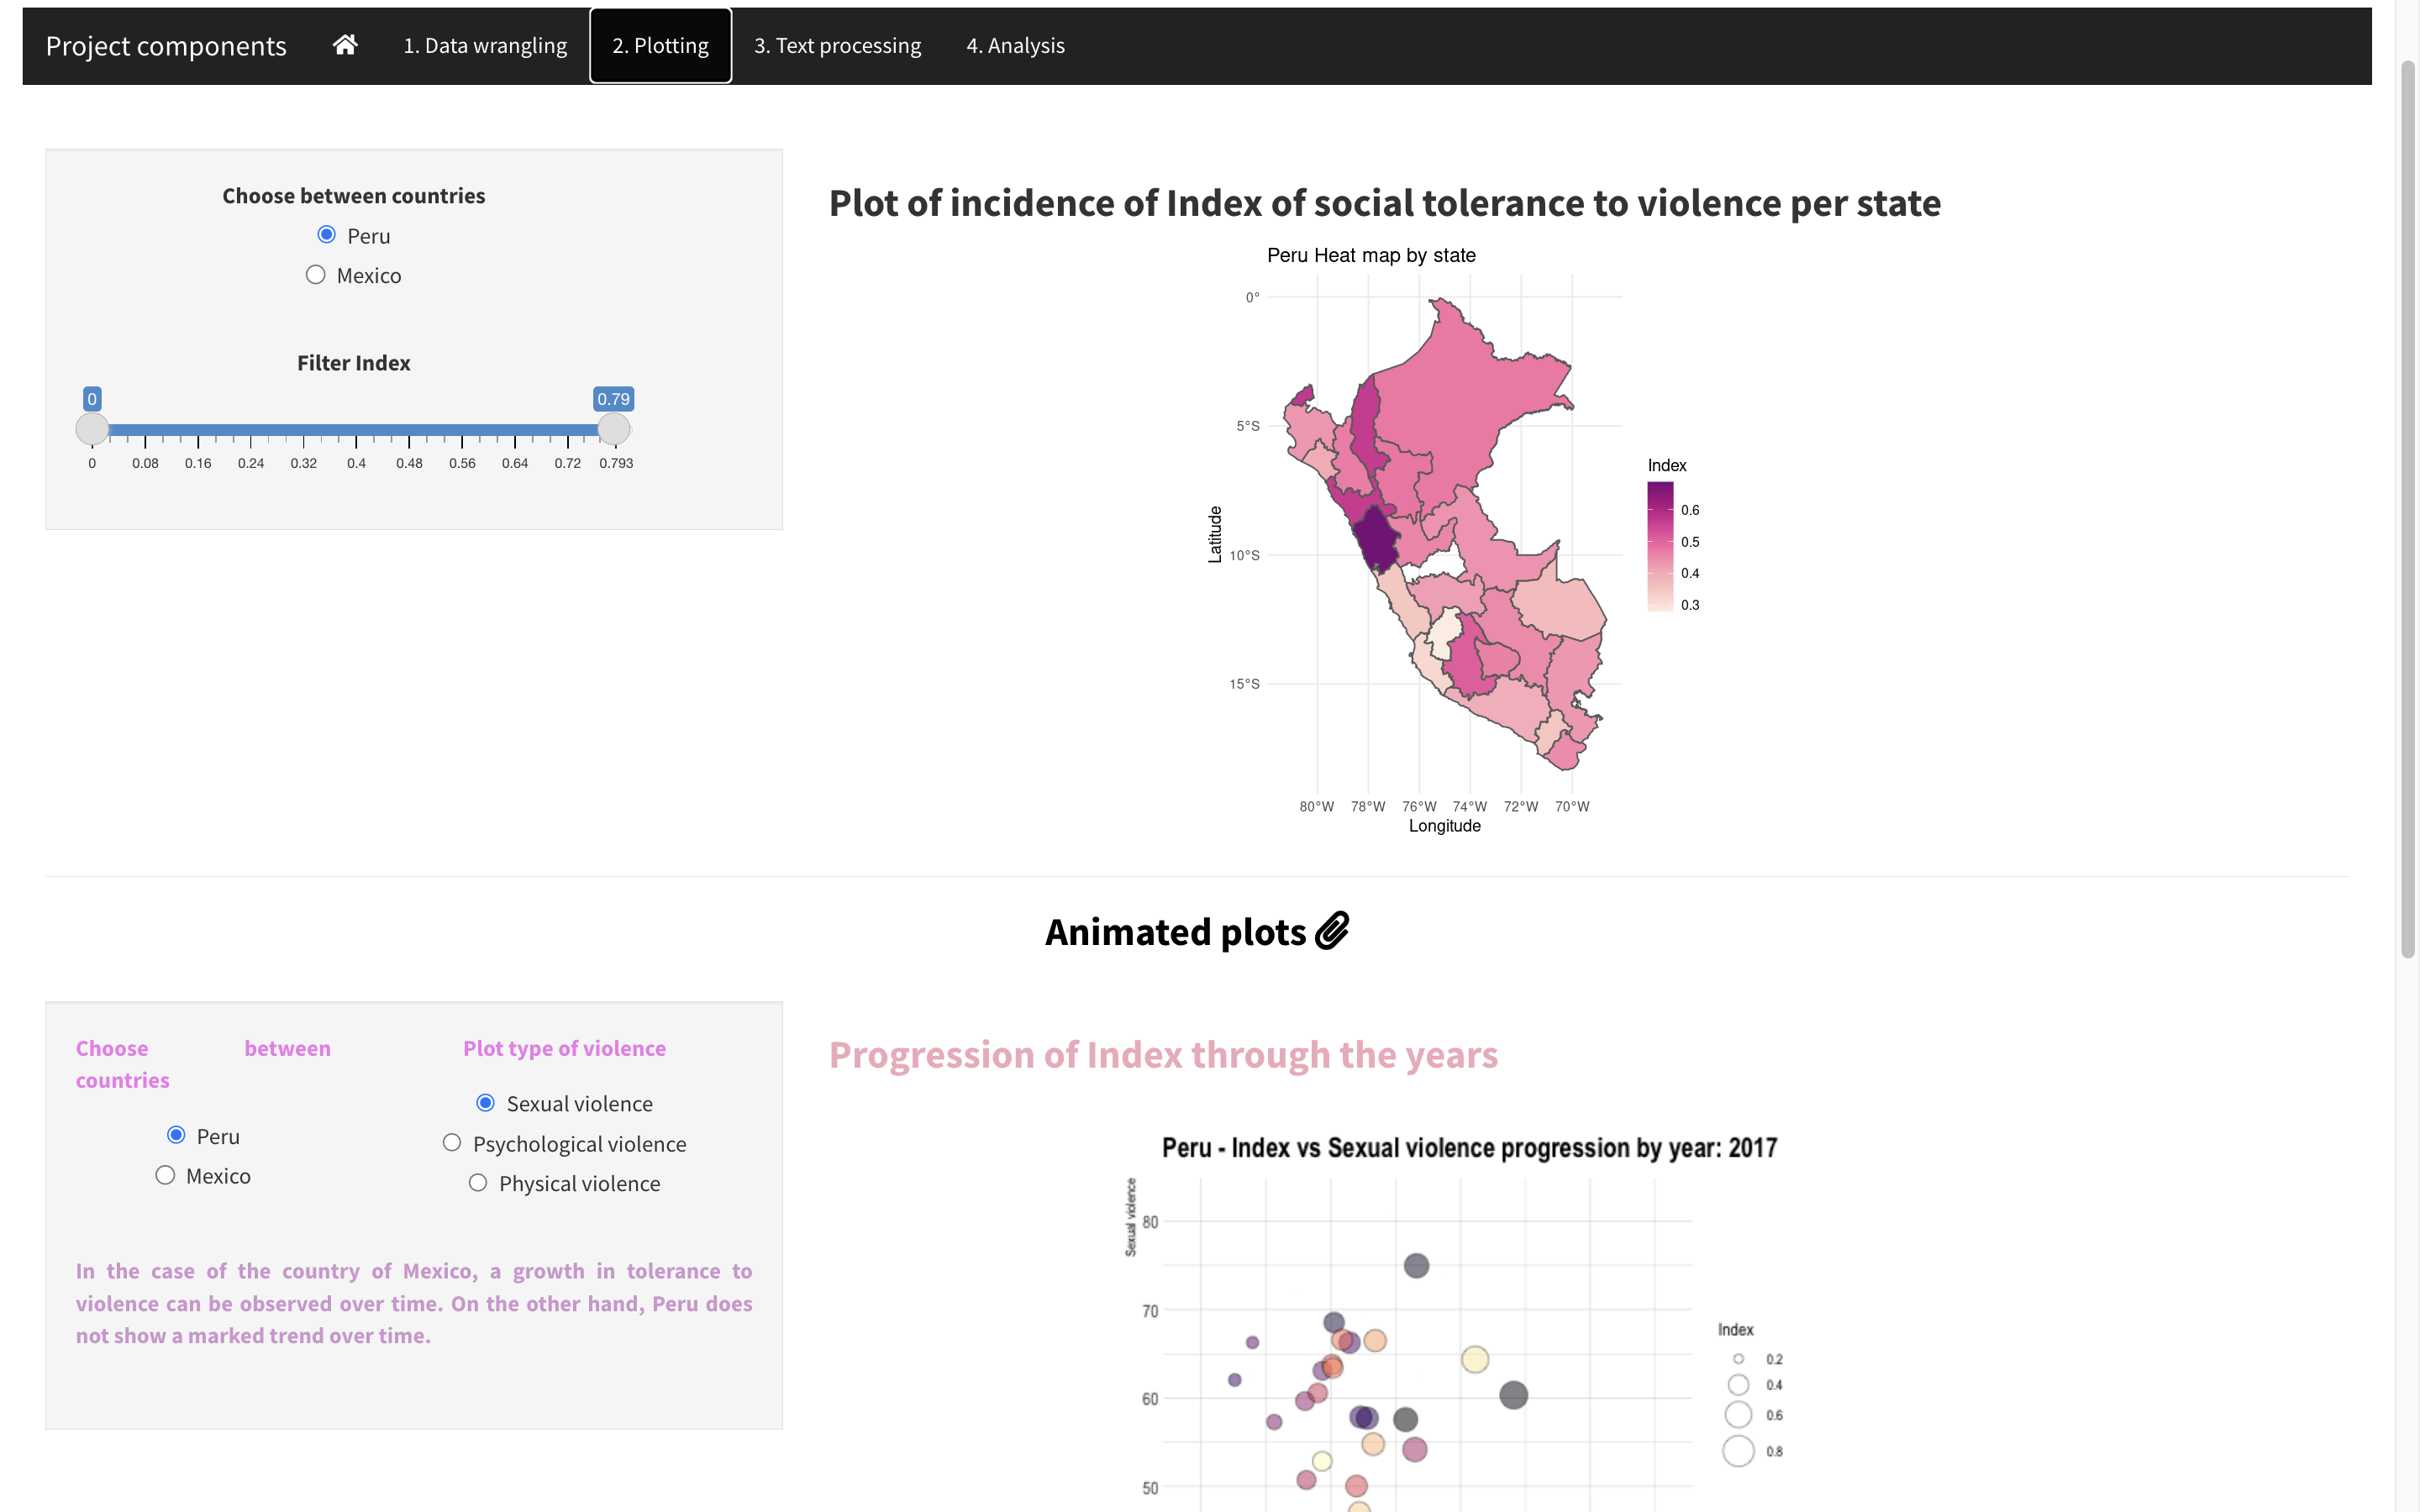 Project components 1. Data wrangling 2. Plotting 3. Text processing 4. Analysis
Choose between countries
Peru
Mexico
Filter Index
0 0.79
0 0.08 0.16 0.24 0.32 0.4 0.48 0.56 0.64 0.72 0.793
Plot of incidence of Index of social tolerance to violence per state
Peru Heat map by state
0°
5°S
10°S
15°S
Latitude
80°W 78°W 76°W 74°W 72°W 70°W
Longitude
Index
0.6
0.5
0.4
0.3
Animated plots
Choose between
countries
Peru
Mexico
Plot type of violence
Sexual violence
Psychological violence
Physical violence
In the case of the country of Mexico, a growth in tolerance to
violence can be observed over time. On the other hand, Peru does
not show a marked trend over time.
Progression of Index through the years
Peru - Index vs Sexual violence progression by year: 2017
Sexual violence
80
70
60
50
Index
0.2
0.4
0.6
0.8